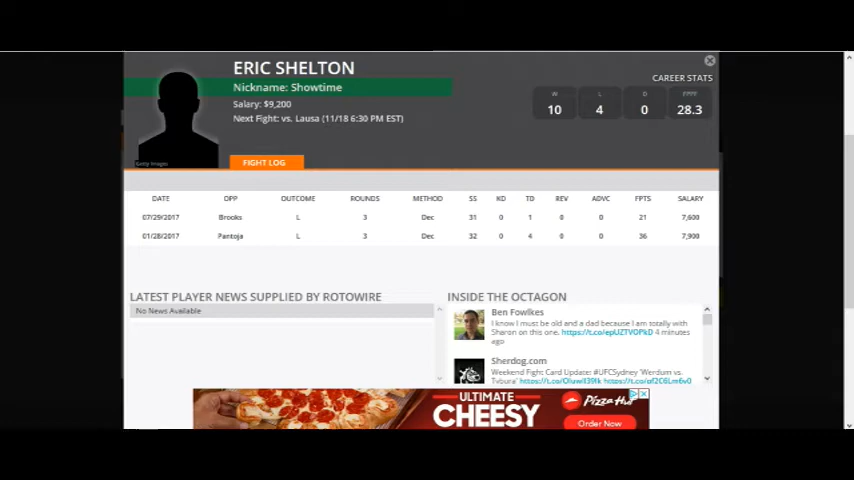 ERIC SHELTON
Nickname: Showtime
Salary: $9,200
Next Fight: vs. Lausa (11/18 6:30 PM EST)
CAREER STATS
W L D FPPF
10 4 0 28.3
Getty Images
FIGHT LOG
DATE OPP OUTCOME ROUNDS METHOD SS KD TD REV ADVC FPTS SALARY
07/29/2017 Brooks L 3 Dec 31 0 1 0 0 21 7,600
01/28/2017 Pantoja L 3 Dec 32 0 4 0 0 36 7,900
LATEST PLAYER NEWS SUPPLIED BY ROTOWIRE
No News Available
INSIDE THE OCTAGON
Ben Fowlkes
I know I must be old and a dad because I am totally with
Sharon on this one. https://t.co/epUZTVOPkD 4 minutes
ago
Sherdog.com
Weekend Fight Card Update: #UFCSydney 'Werdum vs.
ULTIMATE
CHEESY
Pizza Hut
Order Now